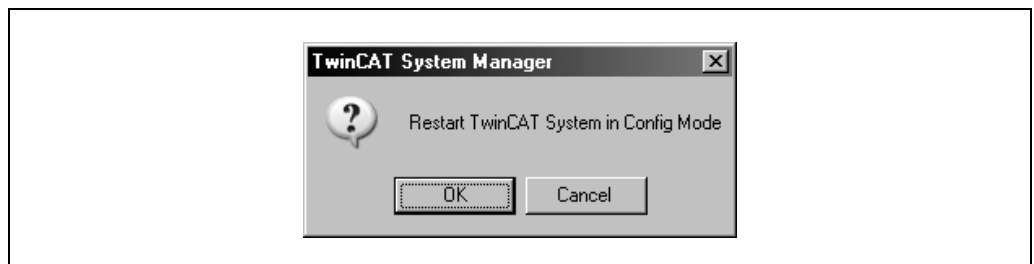 TwinCAT System Manager
Restart TwinCAT System in Config Mode
OK Cancel